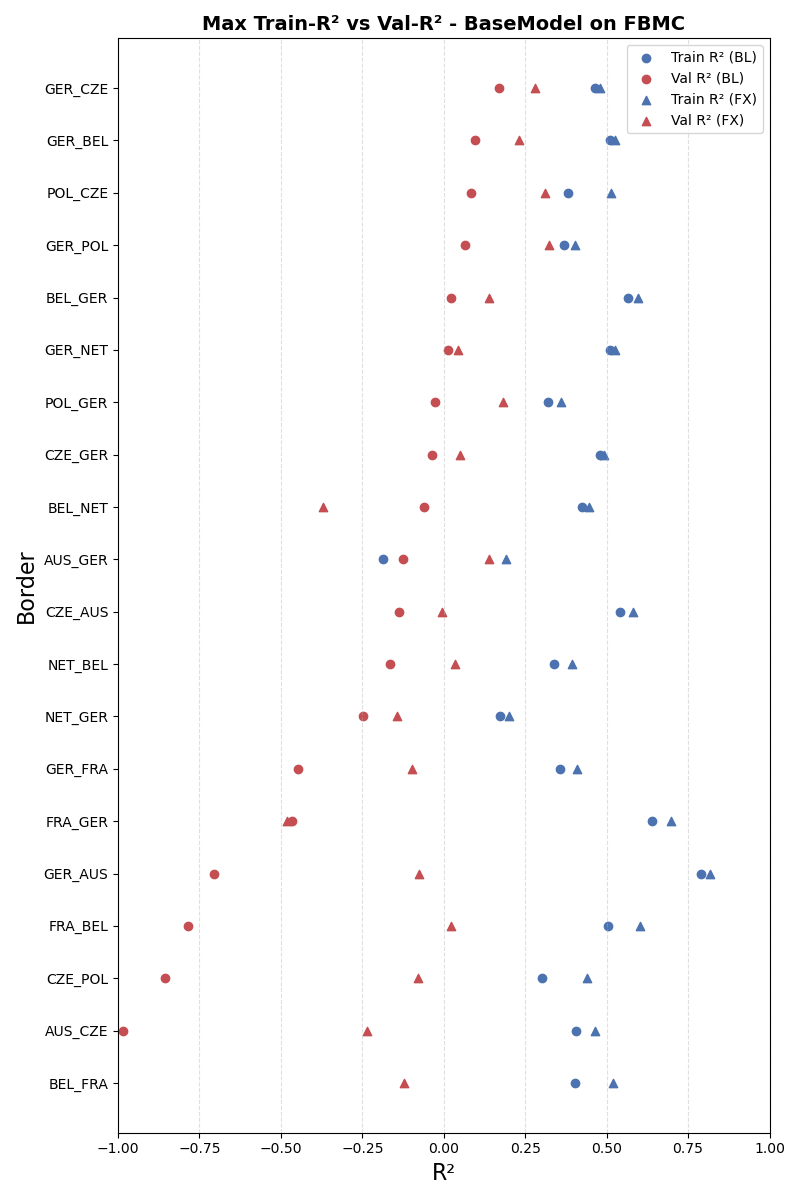 Max Train-R² vs Val-R² - BaseModel on FBMC
Train R² (BL)
Val R² (BL)
Train R² (FX)
Val R² (FX)
Border
GER_CZE
GER_BEL
POL_CZE
GER_POL
BEL_GER
GER_NET
POL_GER
CZE_GER
BEL_NET
AUS_GER
CZE_AUS
NET_BEL
NET_GER
GER_FRA
FRA_GER
GER_AUS
FRA_BEL
CZE_POL
AUS_CZE
BEL_FRA
−1.00 −0.75 −0.50 −0.25 0.00 0.25 0.50 0.75 1.00
R²